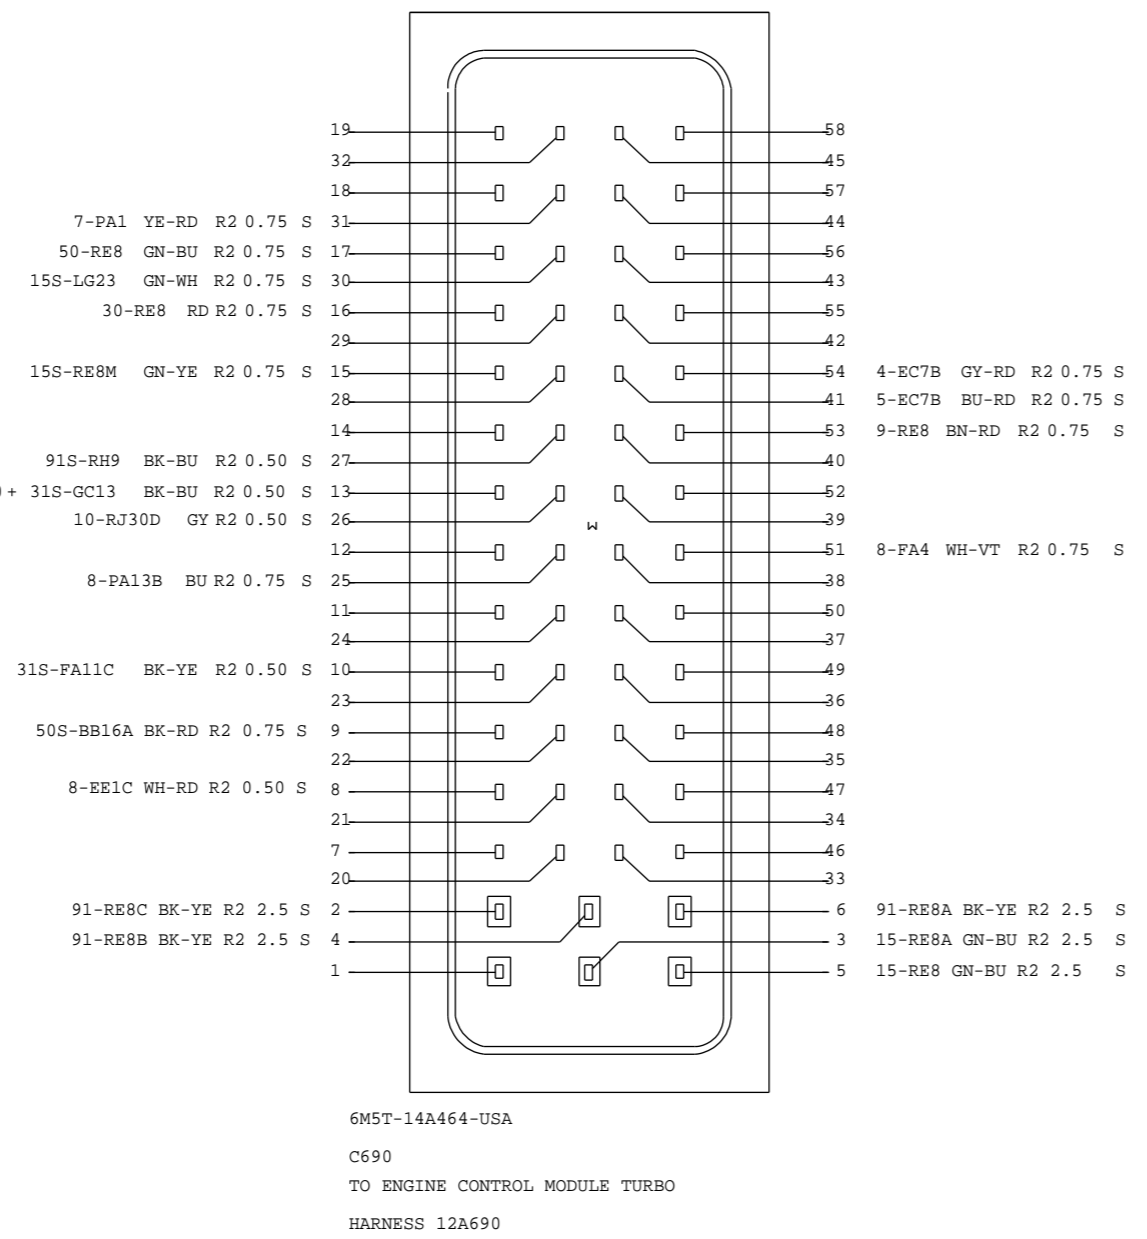 19 58
32 45
18 57
7-PA1 YE-RD R2 0.75 S 31 44
50-RE8 GN-BU R2 0.75 S 17 56
15S-LG23 GN-WH R2 0.75 S 30 43
30-RE8 RD R2 0.75 S 16 55
29 42
15S-RE8M GN-YE R2 0.75 S 15 54 4-EC7B GY-RD R2 0.75 S
28 41 5-EC7B BU-RD R2 0.75 S
14 53 9-RE8 BN-RD R2 0.75 S
91S-RH9 BK-BU R2 0.50 S 27 40
+ 31S-GC13 BK-BU R2 0.50 S 13 52
10-RJ30D GY R2 0.50 S 26 39
12 51 8-FA4 WH-VT R2 0.75 S
8-PA13B BU R2 0.75 S 25 38
11 50
24 37
31S-FA11C BK-YE R2 0.50 S 10 49
23 36
50S-BB16A BK-RD R2 0.75 S 9 48
22 35
8-EE1C WH-RD R2 0.50 S 8 47
21 34
7 46
20 33
91-RE8C BK-YE R2 2.5 S 2 6 91-RE8A BK-YE R2 2.5 S
91-RE8B BK-YE R2 2.5 S 4 3 15-RE8A GN-BU R2 2.5 S
1 5 15-RE8 GN-BU R2 2.5 S
6M5T-14A464-USA
C690
TO ENGINE CONTROL MODULE TURBO
HARNESS 12A690